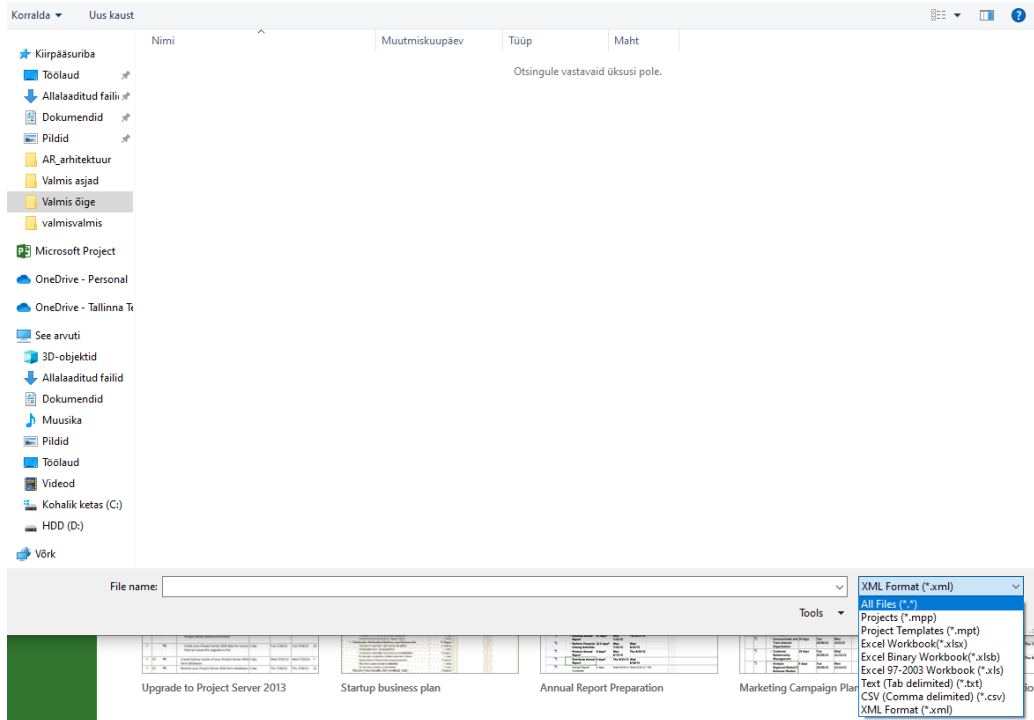 Korralda
Uus kaust
?
Nimi
Muutmiskuupäev
Tüüp
Maht
Otsingule vastavaid üksusi pole.
Kiirpääsuriba
Töölaud
Allalaaditud faili
Dokumendid
Pildid
AR_arhitektuur
Valmis asjad
Valmis õige
valmisvalmis
Microsoft Project
OneDrive - Personal
OneDrive - Tallinna Te
See arvuti
3D-objektid
Allalaaditud failid
Dokumendid
Muusika
Pildid
Töölaud
Videod
Kohalik ketas (C:)
HDD (D:)
Võrk
File name:
XML Format (*.xml)
Tools
All Files (*.*)
Projects (*.mpp)
Project Templates (*.mpt)
Excel Workbook(*.xlsx)
Excel Binary Workbook(*.xlsb)
Excel 97-2003 Workbook (*.xls)
Text (Tab delimited) (*.txt)
CSV (Comma delimited) (*.csv)
XML Format (*.xml)
Upgrade to Project Server 2013
Startup business plan
Annual Report Preparation
Marketing Campaign Plan